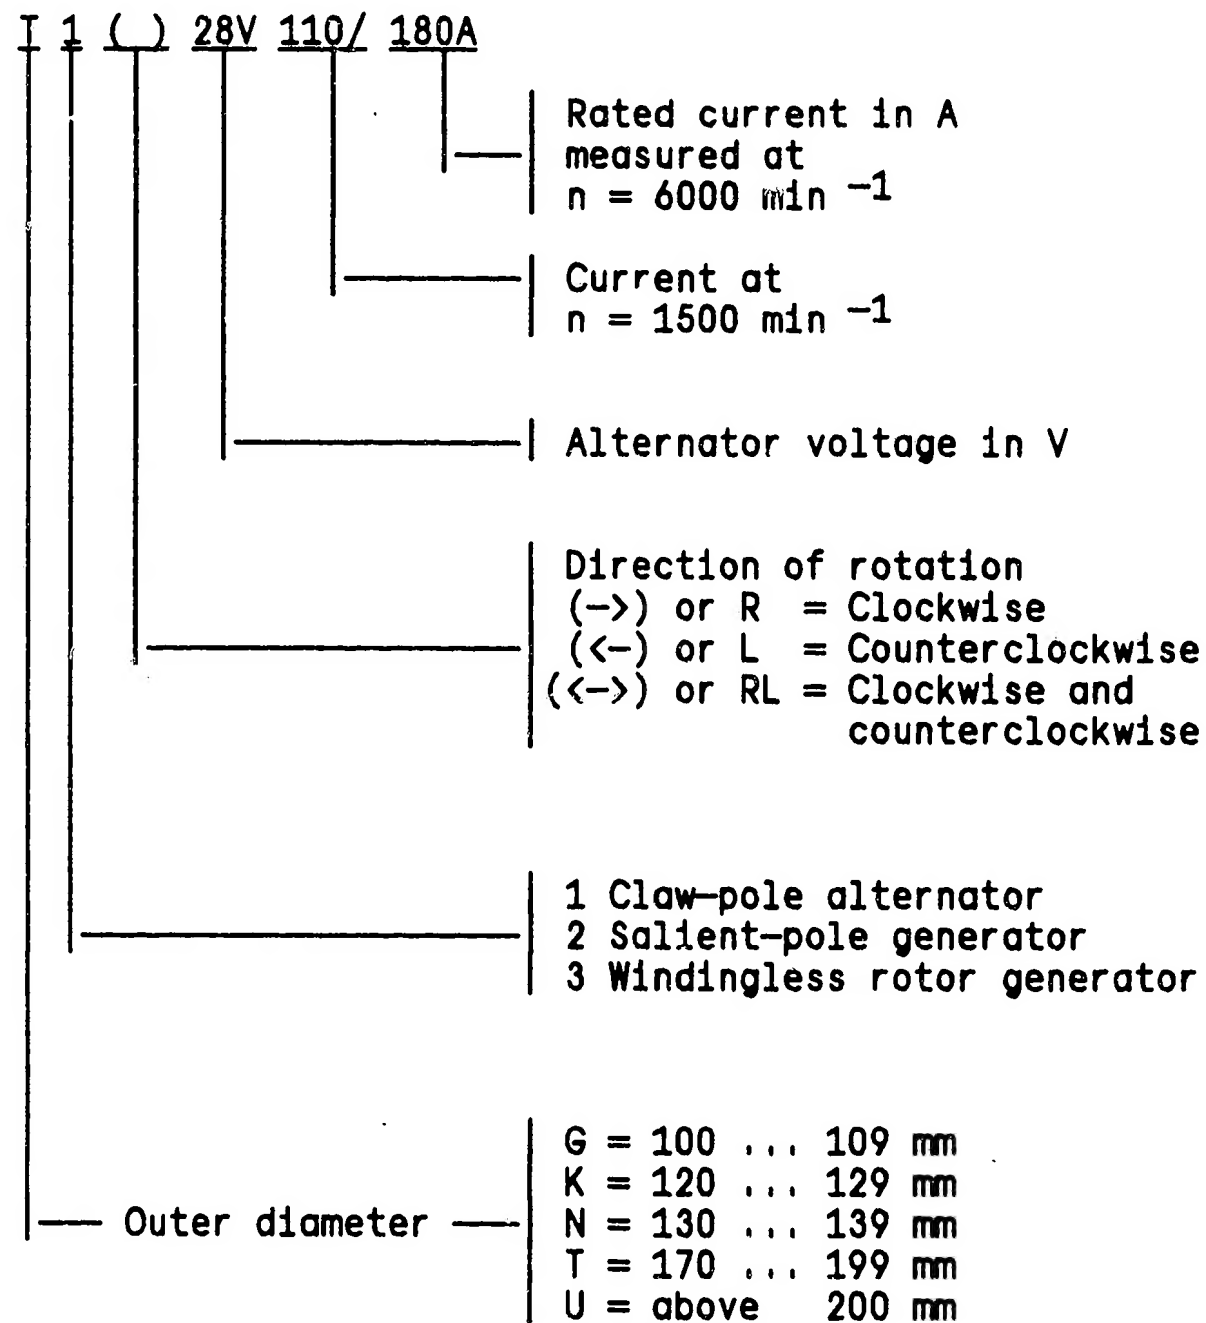 T 1 ( ) 28V 110/ 180A
Rated current in A
measured at
n = 6000 min -1
Current at
n = 1500 min -1
Alternator voltage in V
Direction of rotation
(->) or R = Clockwise
(<-) or L = Counterclockwise
(<->) or RL = Clockwise and
counterclockwise
1 Claw-pole alternator
2 Salient-pole generator
3 Windingless rotor generator
Outer diameter
G = 100 ... 109 mm
K = 120 ... 129 mm
N = 130 ... 139 mm
T = 170 ... 199 mm
U = above 200 mm